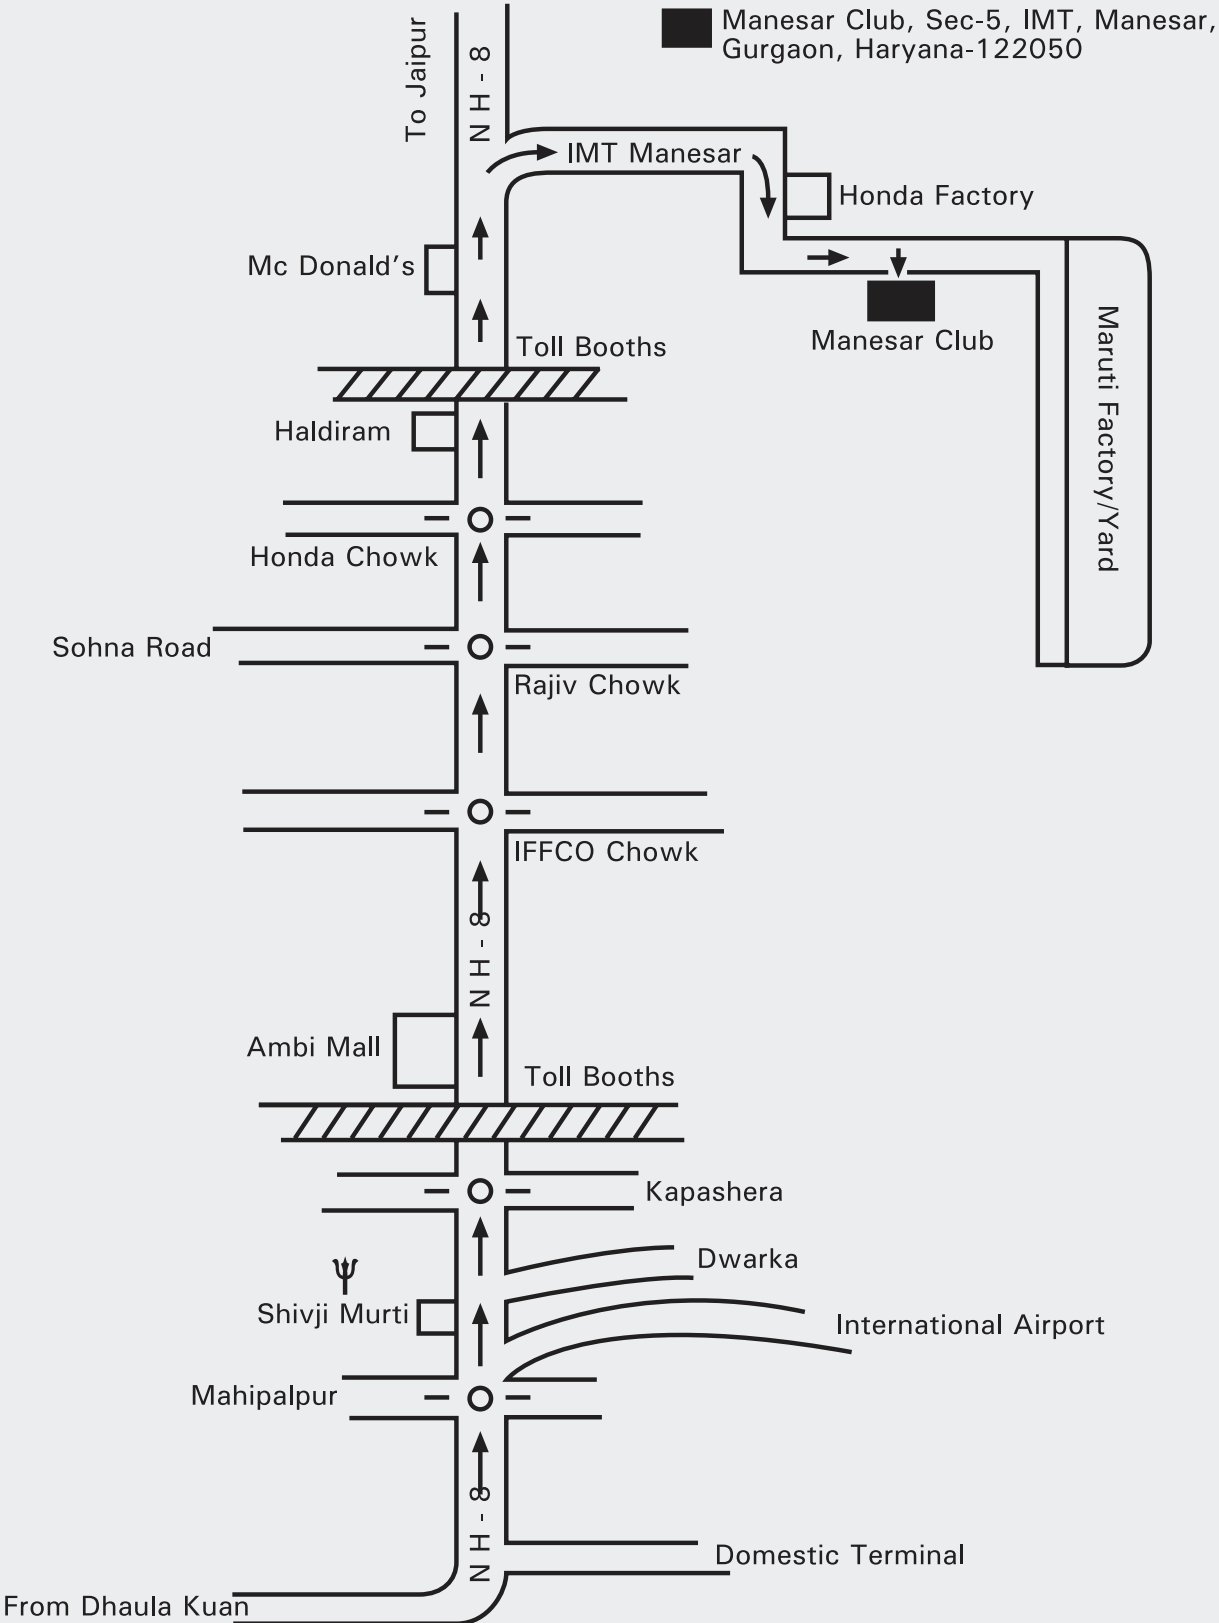 Manesar Club, Sec-5, IMT, Manesar,
Gurgaon, Haryana-122050
To Jaipur
NH-8
IMT Manesar
Honda Factory
Mc Donald's
Manesar Club
Maruti Factory/Yard
Toll Booths
Haldiram
Honda Chowk
Sohna Road
Rajiv Chowk
IFFCO Chowk
NH-8
Ambi Mall
Toll Booths
Kapashera
Dwarka
Shivji Murti
International Airport
Mahipalpur
NH-8
Domestic Terminal
From Dhaula Kuan